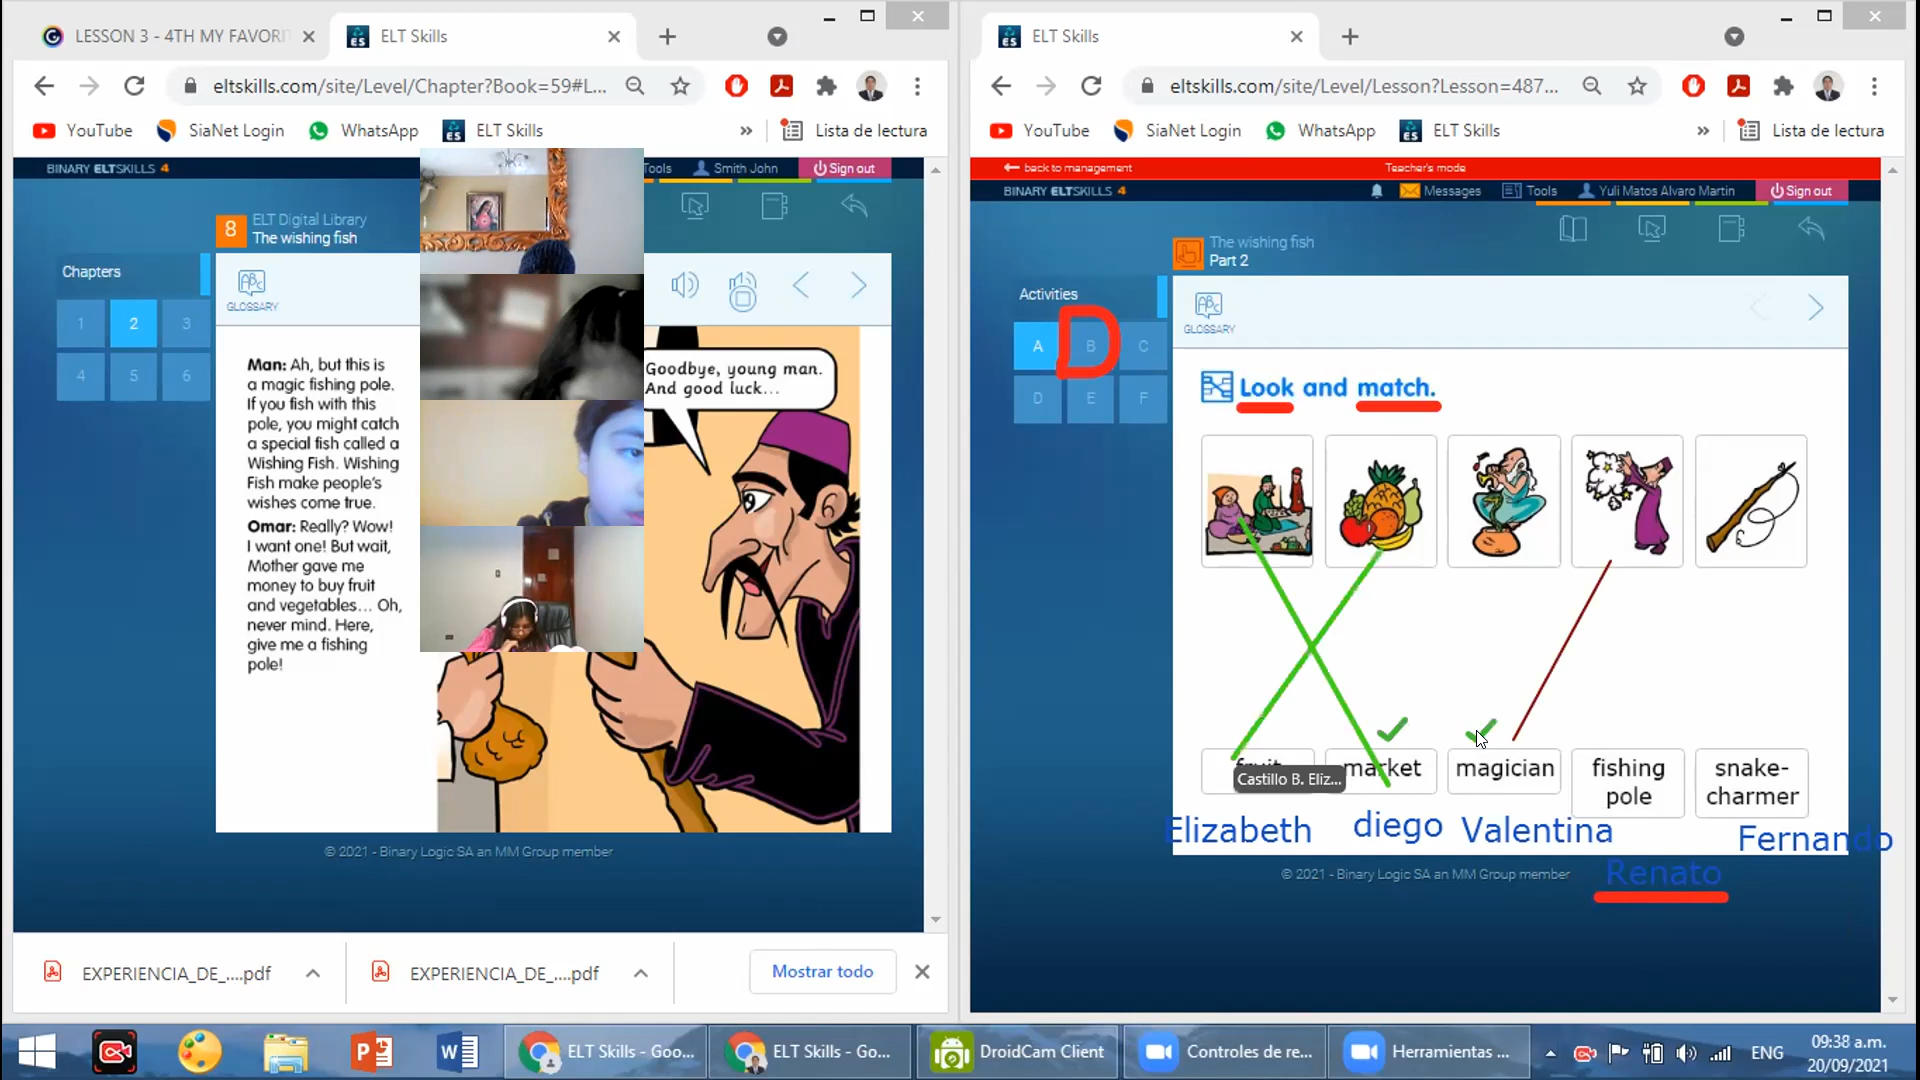 LESSON 3 - 4TH MY FAVORI
ELT Skills
eltskills.com/site/Level/Chapter?Book=59#L...
YouTube
SiaNet Login
WhatsApp
ELT Skills
»
Lista de lectura
BINARY ELTSKILLS 4
Tools
Smith John
Sign out
8
ELT Digital Library
The wishing fish
Chapters
1 2 3
4 5 6
ABC
GLOSSARY
Man: Ah, but this is
a magic fishing pole.
If you fish with this
pole, you might catch
a special fish called a
Wishing Fish. Wishing
Fish make people's
wishes come true.
Omar: Really? Wow!
I want one! But wait,
Mother gave me
money to buy fruit
and vegetables... Oh,
never mind. Here,
give me a fishing
pole!
Goodbye, young man.
And good luck...
© 2021 - Binary Logic SA an MM Group member
EXPERIENCIA_DE_....pdf
EXPERIENCIA_DE_....pdf
Mostrar todo
ELT Skills
eltskills.com/site/Level/Lesson?Lesson=487...
YouTube
SiaNet Login
WhatsApp
ELT Skills
»
Lista de lectura
back to management
Teacher's mode
BINARY ELTSKILLS 4
Messages
Tools
Yuli Matos Alvaro Martin
Sign out
The wishing fish
Part 2
Activities
A B C
D
D E F
ABC
GLOSSARY
Look and match.
fruit
market
magician
fishing
pole
snake-
charmer
Castillo B. Eliz...
Elizabeth
diego
Valentina
Fernando
Renato
© 2021 - Binary Logic SA an MM Group member
ELT Skills - Goo...
ELT Skills - Go...
DroidCam Client
Controles de re...
Herramientas ...
ENG
09:38 a.m.
20/09/2021